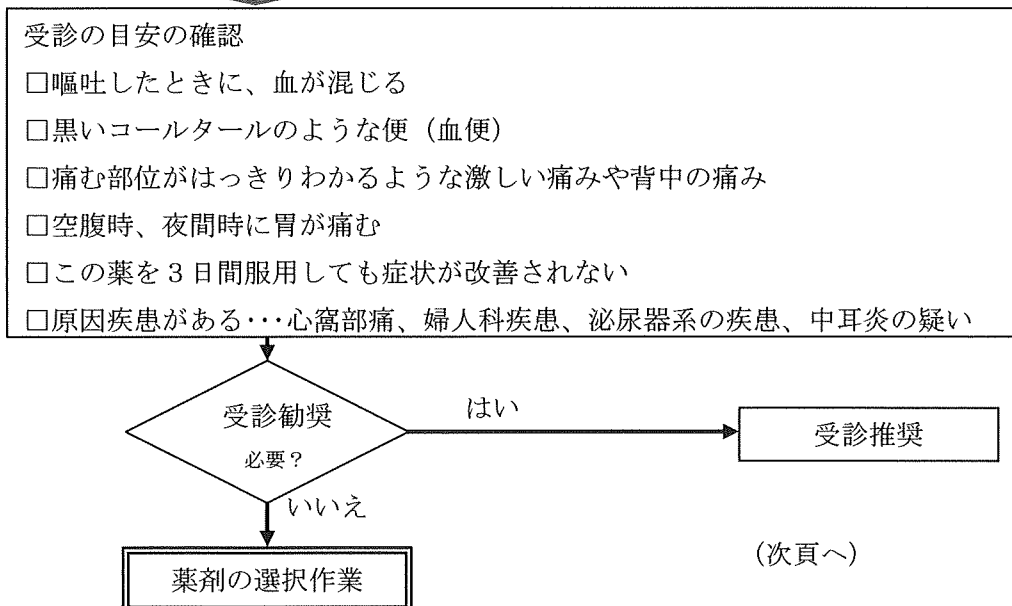 受診の目安の確認
□嘔吐したときに、血が混じる
□黒いコールタールのような便（血便）
□痛む部位がはっきりわかるような激しい痛みや背中の痛み
□空腹時、夜間時に胃が痛む
□この薬を３日間服用しても症状が改善されない
□原因疾患がある･･･心窩部痛、婦人科疾患、泌尿器系の疾患、中耳炎の疑い
受診勧奨
必要？
はい
受診推奨
いいえ
薬剤の選択作業
(次頁へ)